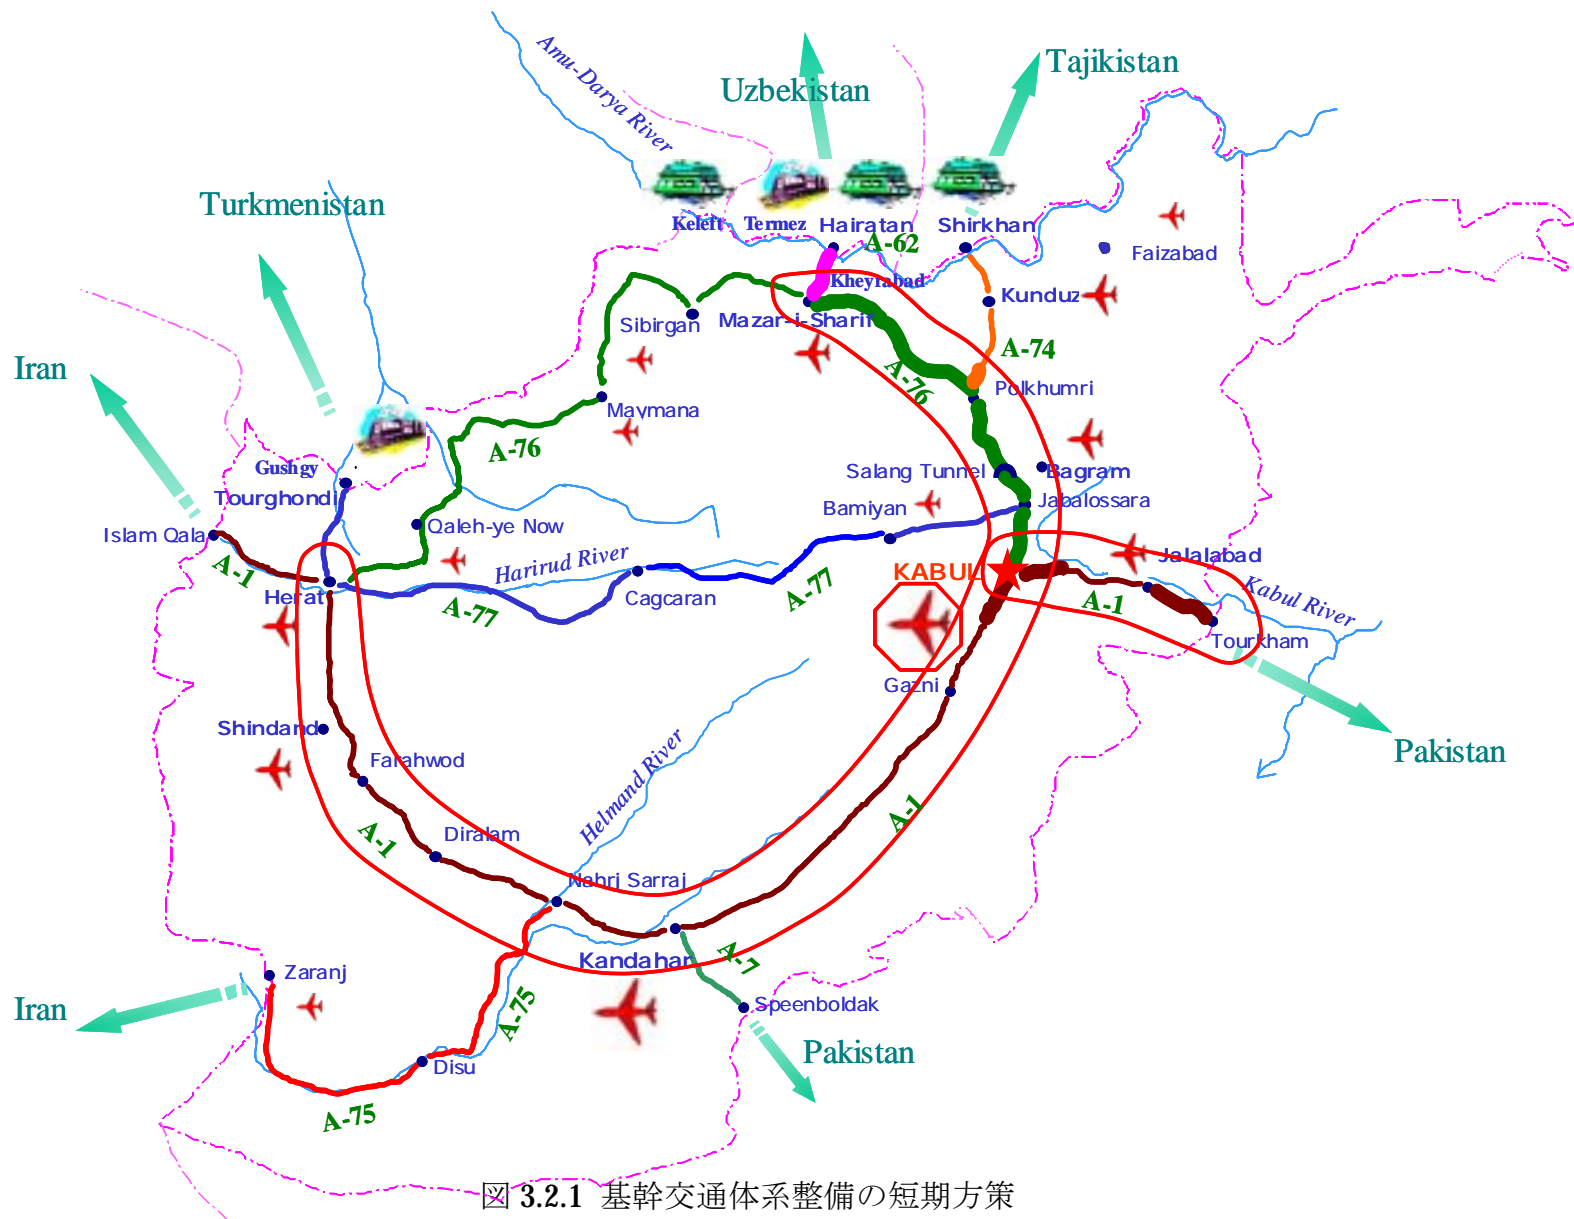 Amu-Darya River
Uzbekistan
Tajikistan
Turkmenistan
Keleft
Termez
Hairatan
Shirkhan
A-62
Faizabad
Kheyrabad
Kunduz
Sibirgan
Mazar-i-Sharif
A-74
Iran
A-76
Polkhumri
Maymana
A-76
Gushgy
Tourghondi
Salang Tunnel
Bagram
Jabalossara
Bamiyan
Islam Qala
Qaleh-ye Now
A-1
Harirud River
KABUL
Jalalabad
Herat
A-77
Cagcaran
A-77
A-1
Kabul River
Tourkham
Gazni
Shindand
Farahwod
Pakistan
Helmand River
A-1
A-1
Diralam
Nahri Sarraj
Kandahar
A-7
Zaranj
A-75
Speenboldak
Iran
Pakistan
Disu
A-75
図 3.2.1 基幹交通体系整備の短期方策